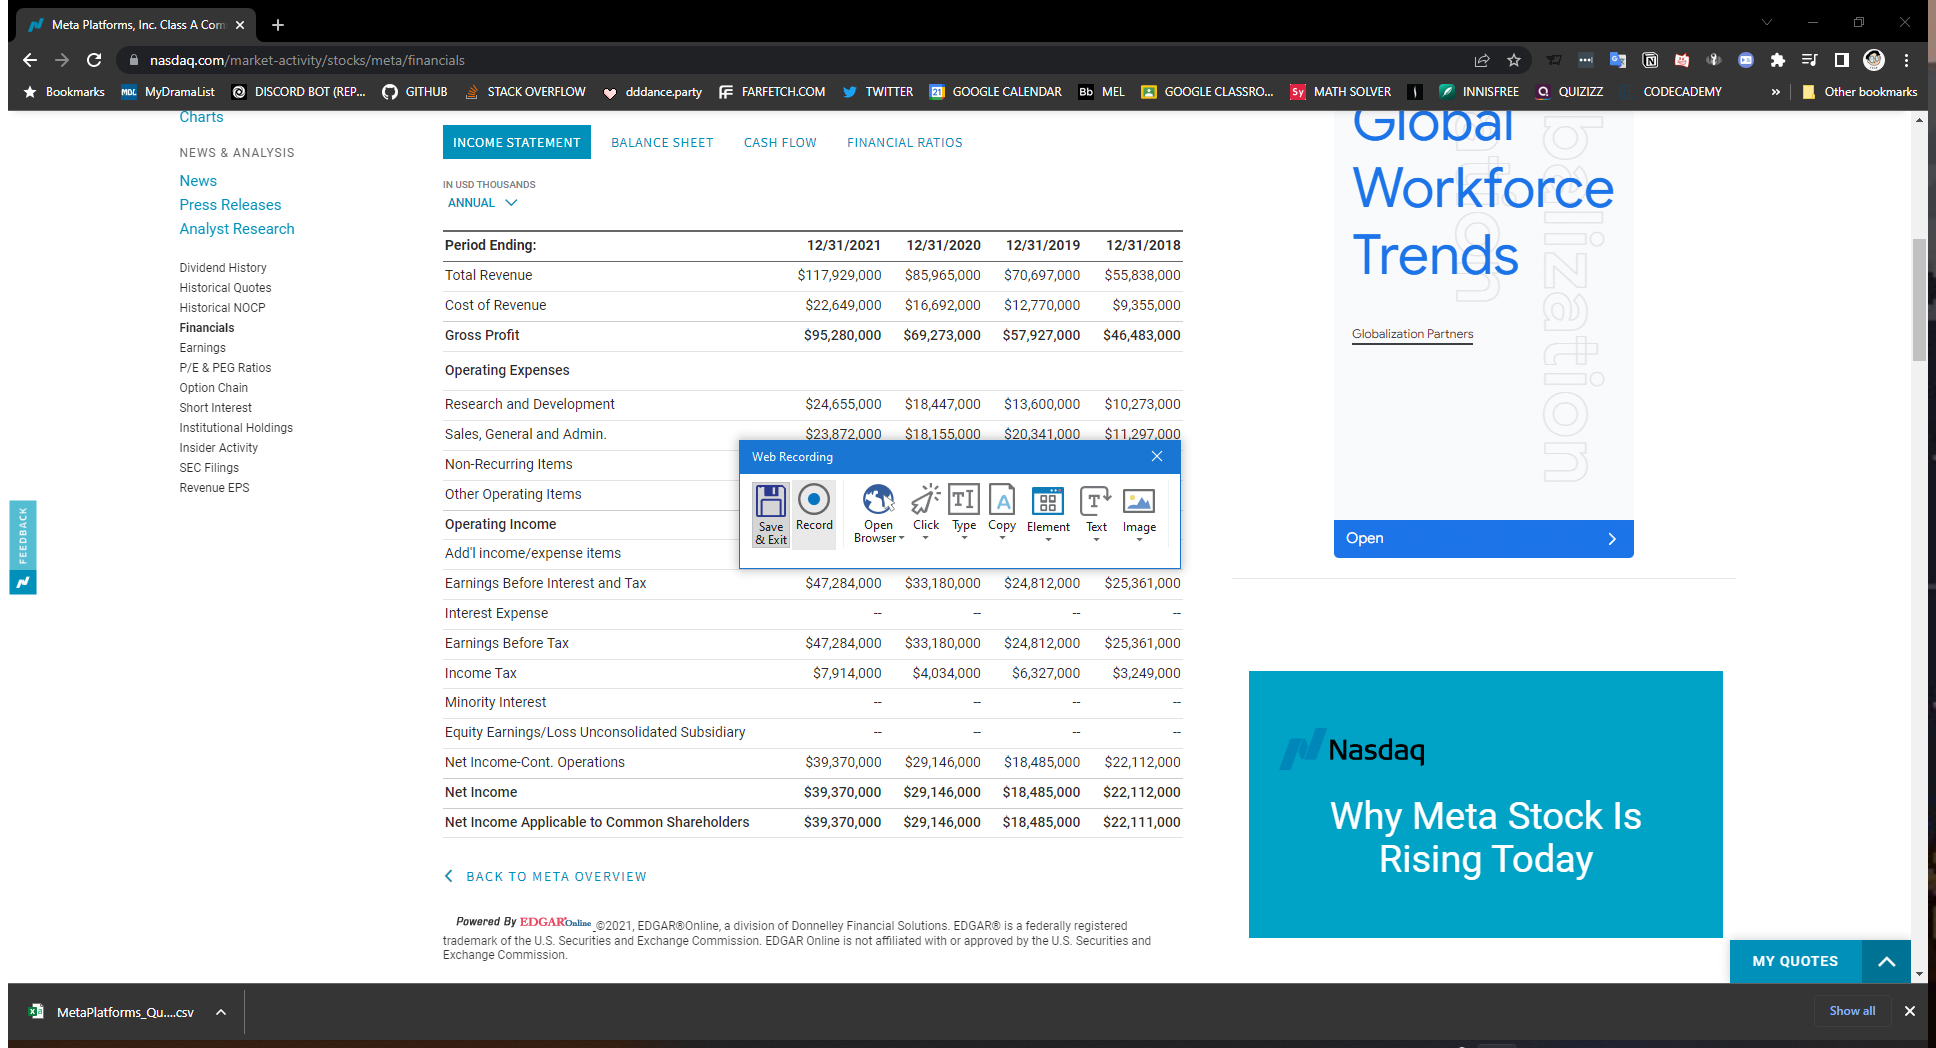 Meta Platforms, Inc. Class A Com
nasdaq.com/market-activity/stocks/meta/financials
Bookmarks MDL MyDramaList DISCORD BOT (REP... GITHUB STACK OVERFLOW dddance.party FARFETCH.COM TWITTER 21 GOOGLE CALENDAR Bb MEL GOOGLE CLASSRO... Sy MATH SOLVER INNISFREE QUIZIZZ CODECADEMY » Other bookmarks
Charts
NEWS & ANALYSIS
News
Press Releases
Analyst Research
Dividend History
Historical Quotes
Historical NOCP
Financials
Earnings
P/E & PEG Ratios
Option Chain
Short Interest
Institutional Holdings
Insider Activity
SEC Filings
Revenue EPS
FEEDBACK
INCOME STATEMENT BALANCE SHEET CASH FLOW FINANCIAL RATIOS
IN USD THOUSANDS
ANNUAL
Period Ending: 12/31/2021 12/31/2020 12/31/2019 12/31/2018
Total Revenue $117,929,000 $85,965,000 $70,697,000 $55,838,000
Cost of Revenue $22,649,000 $16,692,000 $12,770,000 $9,355,000
Gross Profit $95,280,000 $69,273,000 $57,927,000 $46,483,000
Operating Expenses
Research and Development $24,655,000 $18,447,000 $13,600,000 $10,273,000
Sales, General and Admin. $23,872,000 $18,155,000 $20,341,000 $11,297,000
Non-Recurring Items
Other Operating Items
Operating Income
Add'l income/expense items
Earnings Before Interest and Tax $47,284,000 $33,180,000 $24,812,000 $25,361,000
Interest Expense -- -- -- --
Earnings Before Tax $47,284,000 $33,180,000 $24,812,000 $25,361,000
Income Tax $7,914,000 $4,034,000 $6,327,000 $3,249,000
Minority Interest -- -- -- --
Equity Earnings/Loss Unconsolidated Subsidiary -- -- -- --
Net Income-Cont. Operations $39,370,000 $29,146,000 $18,485,000 $22,112,000
Net Income $39,370,000 $29,146,000 $18,485,000 $22,112,000
Net Income Applicable to Common Shareholders $39,370,000 $29,146,000 $18,485,000 $22,111,000
Web Recording
Save & Exit Record Open Browser Click Type Copy Element Text Image
BACK TO META OVERVIEW
Powered By EDGAR®Online ©2021, EDGAR®Online, a division of Donnelley Financial Solutions. EDGAR® is a federally registered
trademark of the U.S. Securities and Exchange Commission. EDGAR Online is not affiliated with or approved by the U.S. Securities and
Exchange Commission.
Global
Workforce
Trends
Globalization Partners
balization
Open
Nasdaq
Why Meta Stock Is
Rising Today
MY QUOTES
MetaPlatforms_Qu....csv
Show all